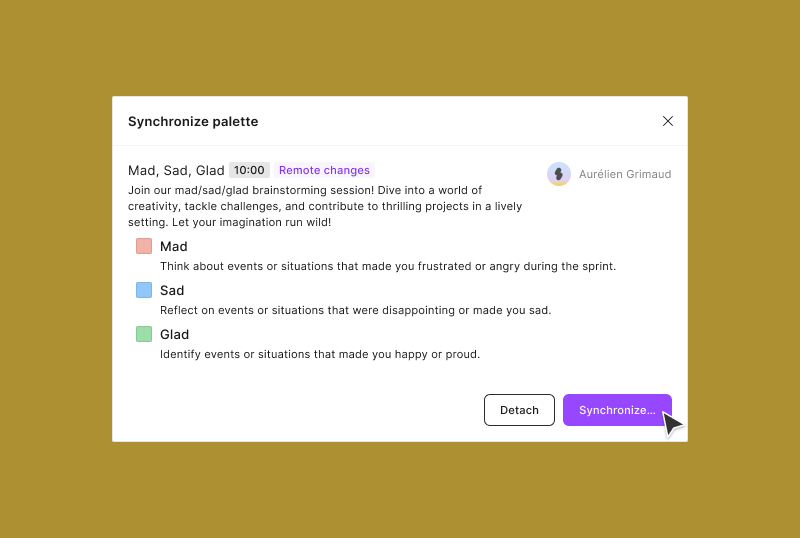 Synchronize palette
Mad, Sad, Glad 10:00 Remote changes
Aurélien Grimaud
Join our mad/sad/glad brainstorming session! Dive into a world of
creativity, tackle challenges, and contribute to thrilling projects in a lively
setting. Let your imagination run wild!
Mad
Think about events or situations that made you frustrated or angry during the sprint.
Sad
Reflect on events or situations that were disappointing or made you sad.
Glad
Identify events or situations that made you happy or proud.
Detach
Synchronize...